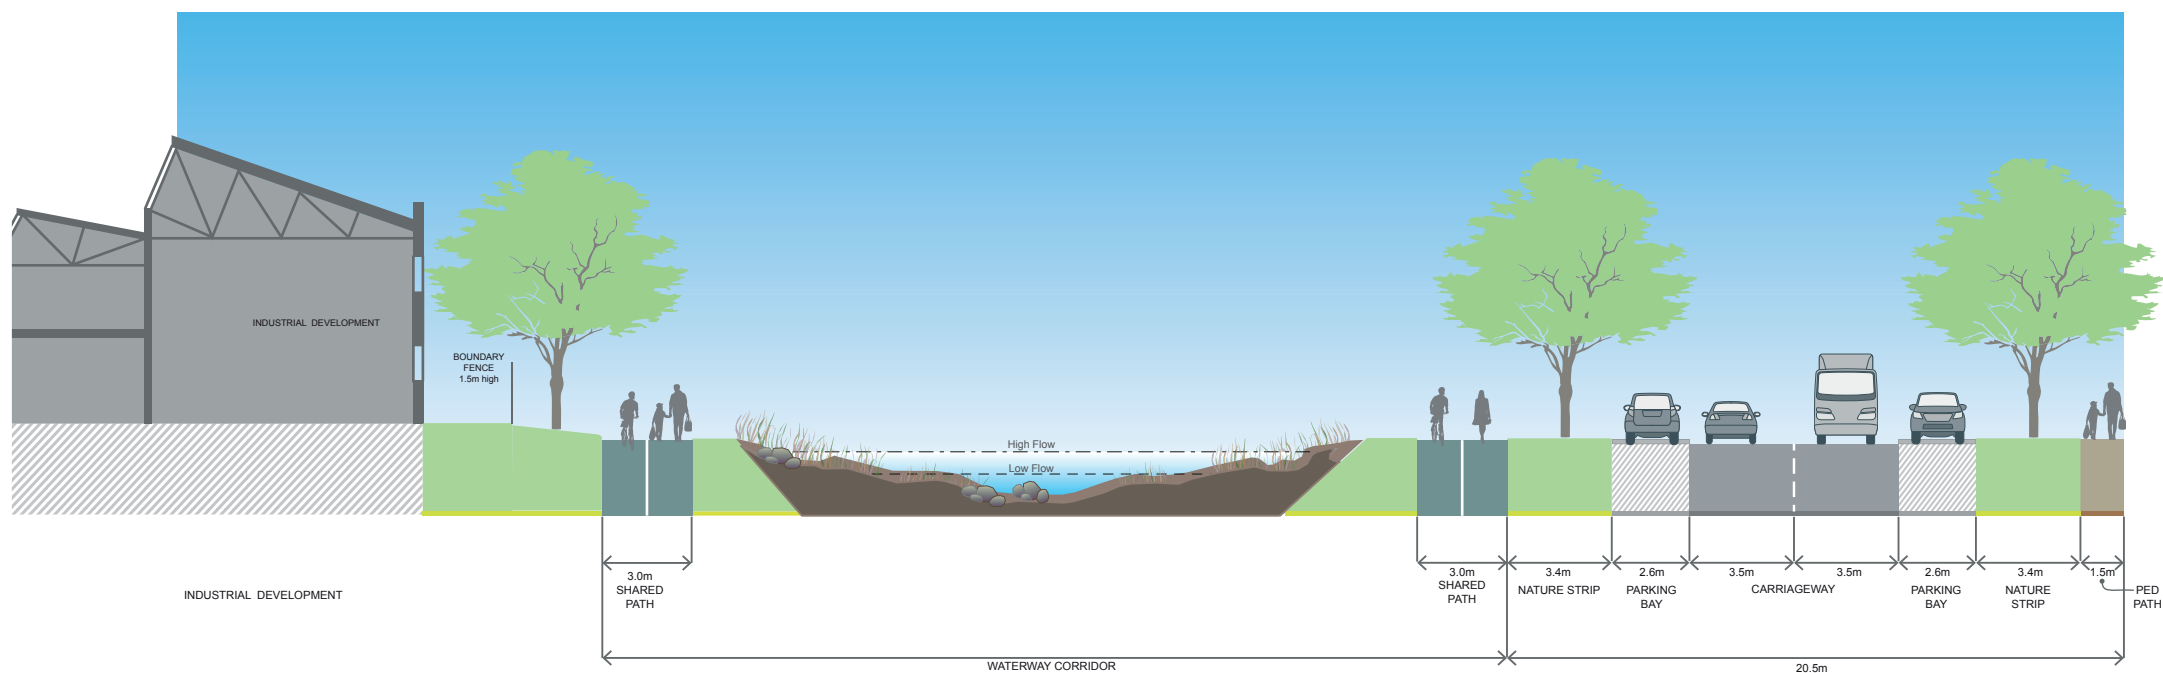 INDUSTRIAL DEVELOPMENT
BOUNDARY
FENCE
1.5m high
High Flow
Low Flow
3.0m
SHARED
PATH
3.0m
SHARED
PATH
3.4m
NATURE STRIP
2.6m
PARKING
BAY
3.5m
3.5m
CARRIAGEWAY
2.6m
PARKING
BAY
3.4m
NATURE
STRIP
1.5m
PED
PATH
INDUSTRIAL DEVELOPMENT
WATERWAY CORRIDOR
20.5m